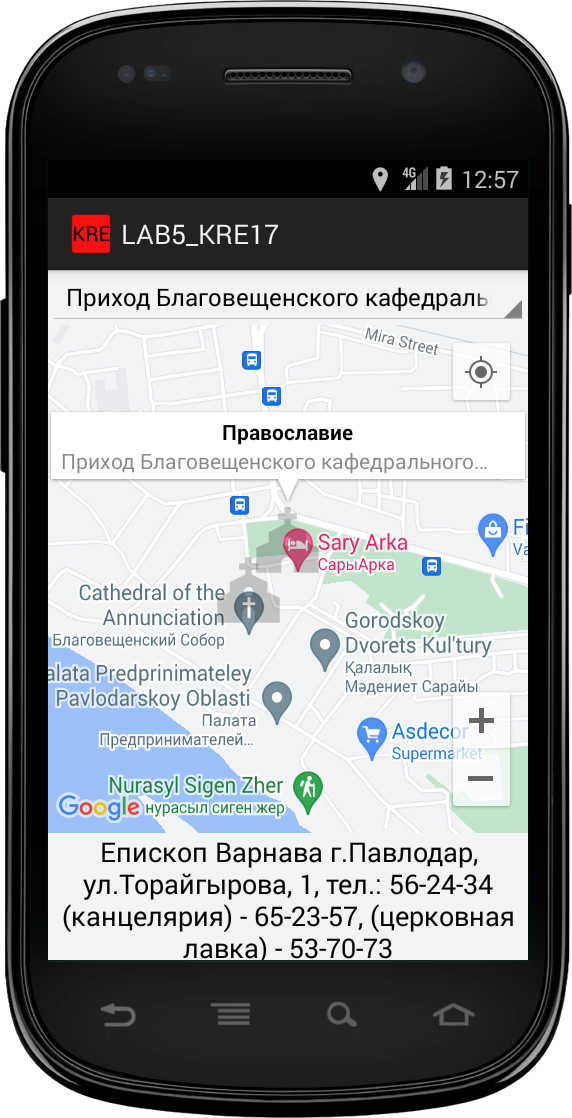 4G 12:57
KRE LAB5_KRE17
Приход Благовещенского кафедраль
Mira Street
Православие
Приход Благовещенского кафедрального...
Sary Arka
СарыАрка
Fi
Va
Cathedral of the
Annunciation
Благовещенский Собор
Gorodskoy
Dvorets Kul'tury
Қалалық
Мәдениет Сарайы
alata Predprinimateley
Pavlodarskoy Oblasti
Палата
Предпринимателей...
Asdecor
Supermarket
Nurasyl Sigen Zher
нурасыл сиген жер
Google
Епископ Варнава г.Павлодар,
ул.Торайгырова, 1, тел.: 56-24-34
(канцелярия) - 65-23-57, (церковная
лавка) - 53-70-73